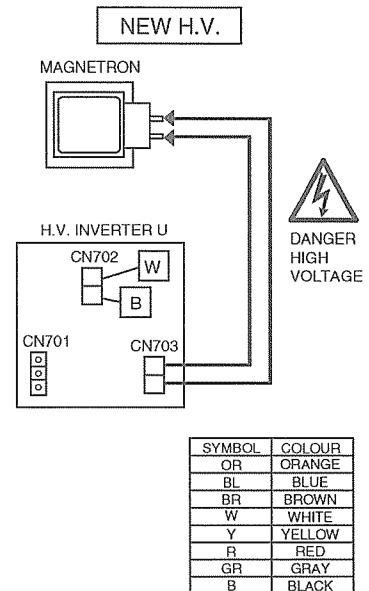 NEW H.V.
MAGNETRON
DANGER
HIGH
VOLTAGE
H.V. INVERTER U
CN702
W
B
CN701
CN703
SYMBOL COLOUR
OR ORANGE
BL BLUE
BR BROWN
W WHITE
Y YELLOW
R RED
GR GRAY
B BLACK